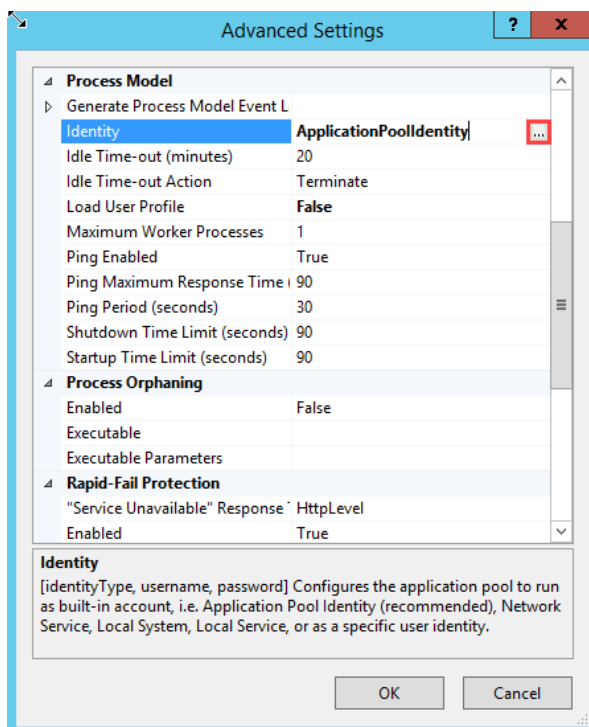 Advanced Settings
?
x
Process Model
Generate Process Model Event L
Identity ApplicationPoolIdentity ...
Idle Time-out (minutes) 20
Idle Time-out Action Terminate
Load User Profile False
Maximum Worker Processes 1
Ping Enabled True
Ping Maximum Response Time ( 90
Ping Period (seconds) 30
Shutdown Time Limit (seconds) 90
Startup Time Limit (seconds) 90
Process Orphaning
Enabled False
Executable
Executable Parameters
Rapid-Fail Protection
"Service Unavailable" Response HttpLevel
Enabled True
Identity
[identityType, username, password] Configures the application pool to run
as built-in account, i.e. Application Pool Identity (recommended), Network
Service, Local System, Local Service, or as a specific user identity.
OK Cancel